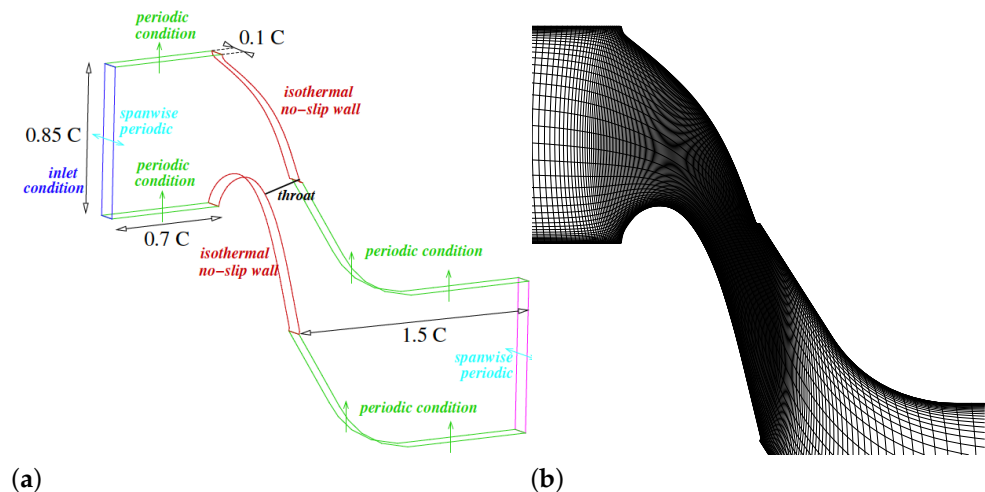 periodic
condition
0.1 C
isothermal
no-slip wall
spanwise
periodic
0.85 C
inlet
condition
periodic
condition
throat
0.7 C
isothermal
no-slip wall
periodic condition
1.5 C
spanwise
periodic
periodic condition
(a)
(b)